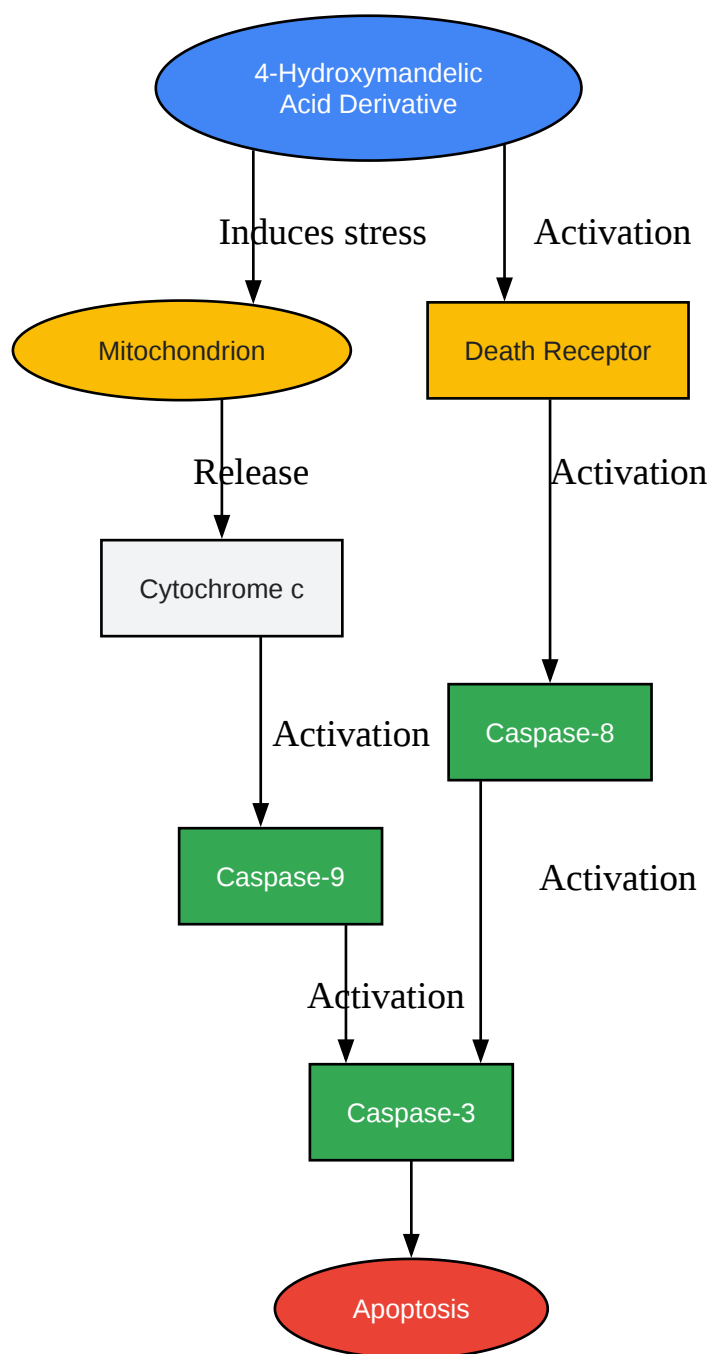 4-Hydroxymandelic
Acid Derivative
Induces stress
Activation
Mitochondrion
Death Receptor
Release
Activation
Cytochrome c
Activation
Caspase-8
Caspase-9
Activation
Activation
Caspase-3
Apoptosis